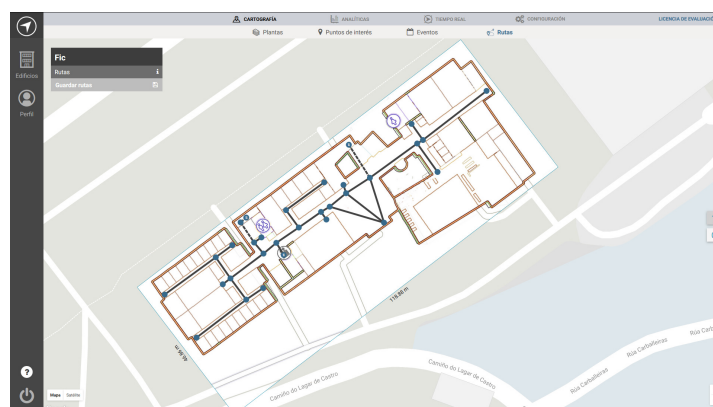 CARTOGRAFÍA
ANALÍTICAS
TIEMPO REAL
CONFIGURACIÓN
LICENCIA DE EVALUACIÓ
Plantas
Puntos de interés
Eventos
Rutas
Edificios
Perfil
Fic
Rutas
Guardar rutas
116.88 m
Camiño do Lagar de Castro
Camiño do Lagar de Castro
Rúa Carballeiras
Rúa Carballeiras
Rúa Carb
?
Mapa
Satélite